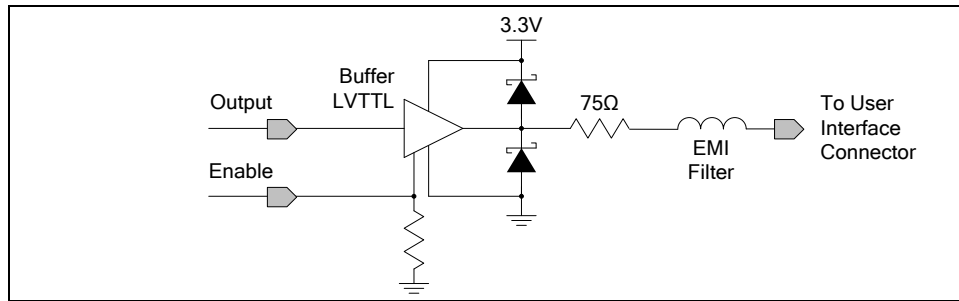 3.3V
Buffer
LVTTL
Output
75Ω
To User
Interface
Connector
EMI
Filter
Enable